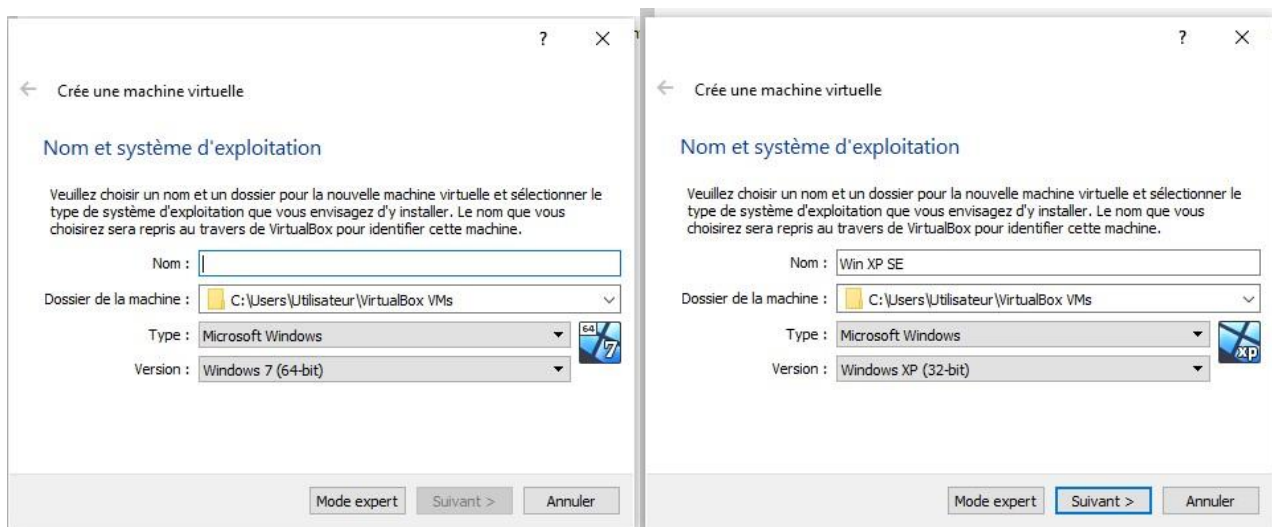 ?
Crée une machine virtuelle
Nom et système d'exploitation
Veuillez choisir un nom et un dossier pour la nouvelle machine virtuelle et sélectionner le
type de système d'exploitation que vous envisagez d'y installer. Le nom que vous
choisirez sera repris au travers de VirtualBox pour identifier cette machine.
Nom :
Dossier de la machine : C:\Users\Utilisateur\VirtualBox VMs
Type : Microsoft Windows
64
7
Version : Windows 7 (64-bit)
Mode expert Suivant > Annuler
?
Crée une machine virtuelle
Nom et système d'exploitation
Veuillez choisir un nom et un dossier pour la nouvelle machine virtuelle et sélectionner le
type de système d'exploitation que vous envisagez d'y installer. Le nom que vous
choisirez sera repris au travers de VirtualBox pour identifier cette machine.
Nom : Win XP SE
Dossier de la machine : C:\Users\Utilisateur\VirtualBox VMs
Type : Microsoft Windows
xp
Version : Windows XP (32-bit)
Mode expert Suivant > Annuler